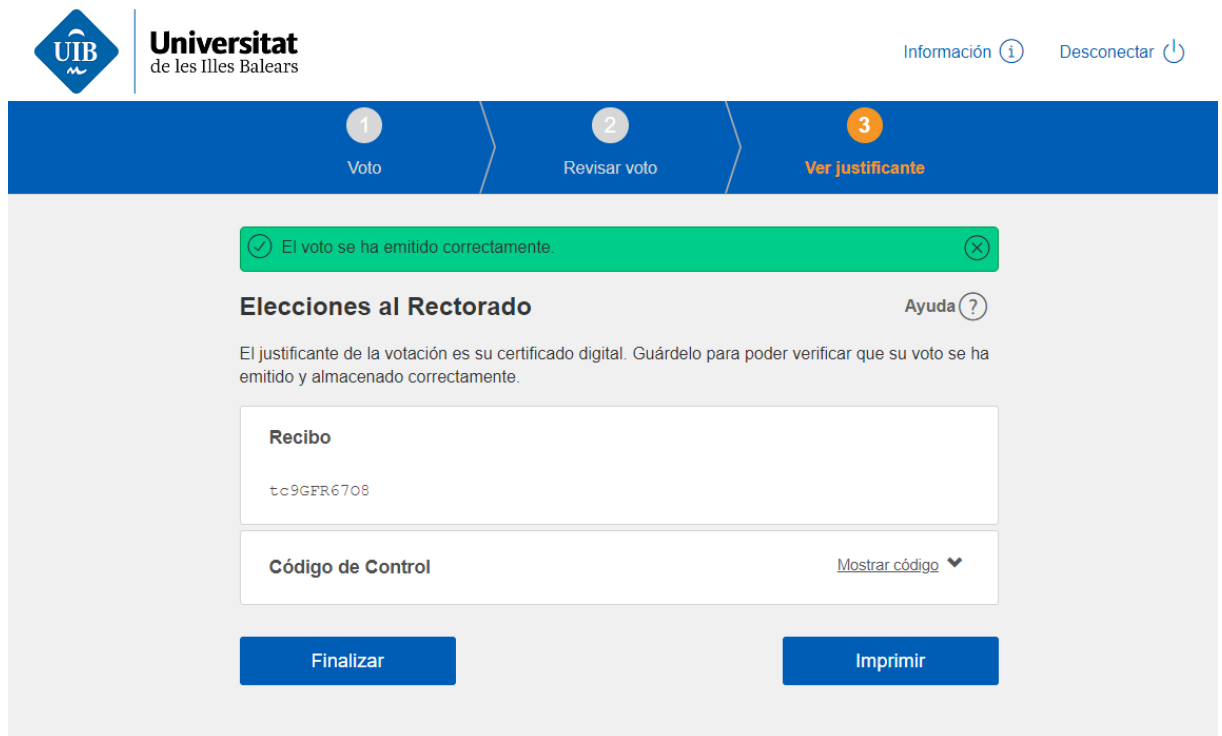 UIB
Universitat
de les Illes Balears
Información i
Desconectar
1
Voto
2
Revisar voto
3
Ver justificante
El voto se ha emitido correctamente.
Elecciones al Rectorado
Ayuda ?
El justificante de la votación es su certificado digital. Guárdelo para poder verificar que su voto se ha
emitido y almacenado correctamente.
Recibo
tc9GFR67O8
Código de Control
Mostrar código
Finalizar
Imprimir